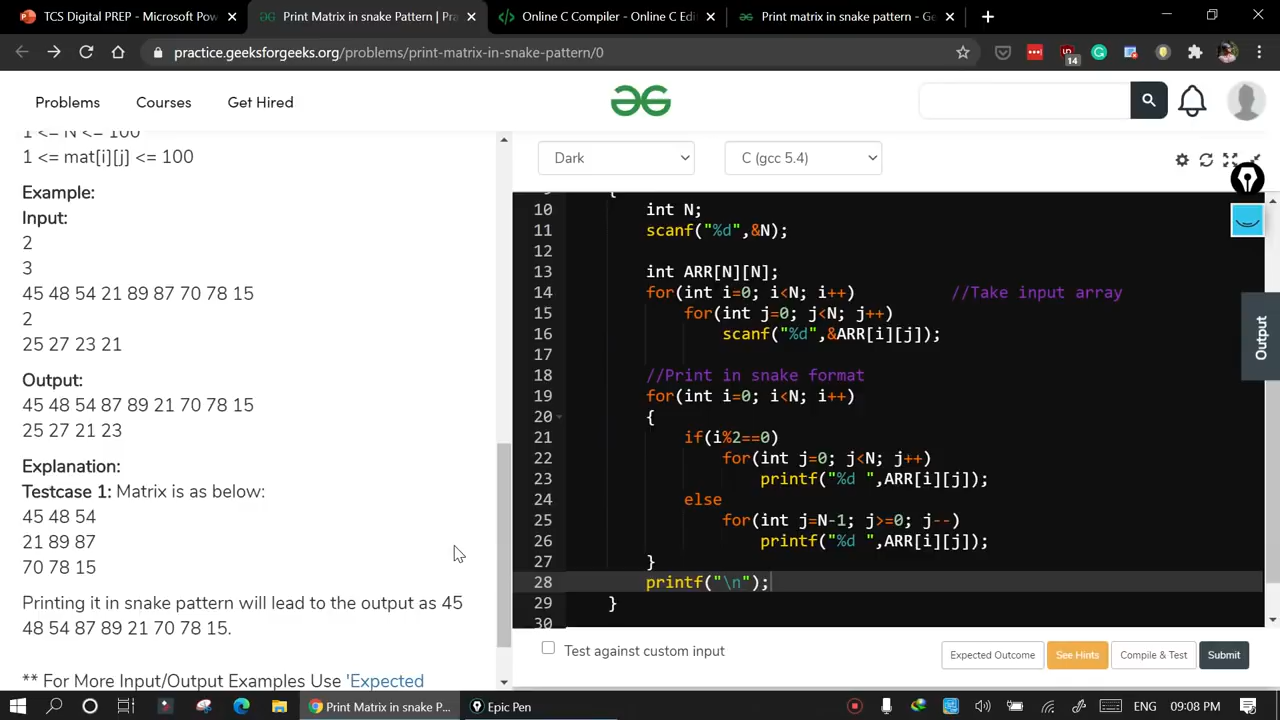 TCS Digital PREP - Microsoft Pow
Print Matrix in snake Pattern | Pra
Online C Compiler - Online C Edi
Print matrix in snake pattern - Ge
practice.geeksforgeeks.org/problems/print-matrix-in-snake-pattern/0
14
Problems
Courses
Get Hired
1 <= N <= 100
1 <= mat[i][j] <= 100
Example:
Input:
2
3
45 48 54 21 89 87 70 78 15
2
25 27 23 21
Output:
45 48 54 87 89 21 70 78 15
25 27 21 23
Explanation:
Testcase 1: Matrix is as below:
45 48 54
21 89 87
70 78 15
Printing it in snake pattern will lead to the output as 45
48 54 87 89 21 70 78 15.
** For More Input/Output Examples Use 'Expected
Dark
C (gcc 5.4)
9 {
10 int N;
11 scanf("%d",&N);
12
13 int ARR[N][N];
14 for(int i=0; i<N; i++) //Take input array
15 for(int j=0; j<N; j++)
16 scanf("%d",&ARR[i][j]);
17
18 //Print in snake format
19 for(int i=0; i<N; i++)
20 {
21 if(i%2==0)
22 for(int j=0; j<N; j++)
23 printf("%d ",ARR[i][j]);
24 else
25 for(int j=N-1; j>=0; j--)
26 printf("%d ",ARR[i][j]);
27 }
28 printf("\n");
29 }
30
Output
Test against custom input
Expected Outcome
See Hints
Compile & Test
Submit
Print Matrix in snake P...
Epic Pen
ENG
09:08 PM